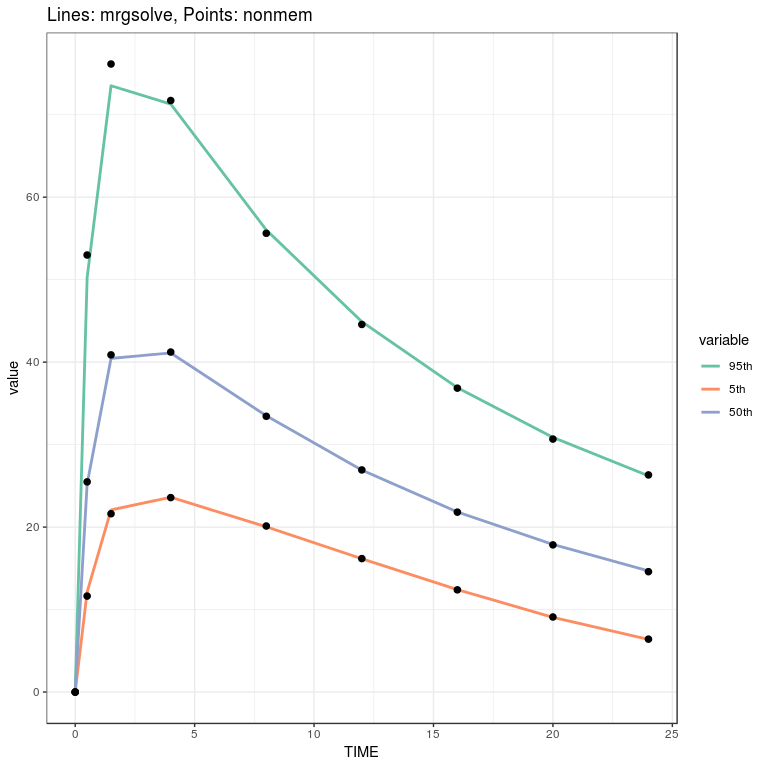 Lines: mrgsolve, Points: nonmem
60
40
20
0
value
0 5 10 15 20 25
TIME
variable
95th
5th
50th